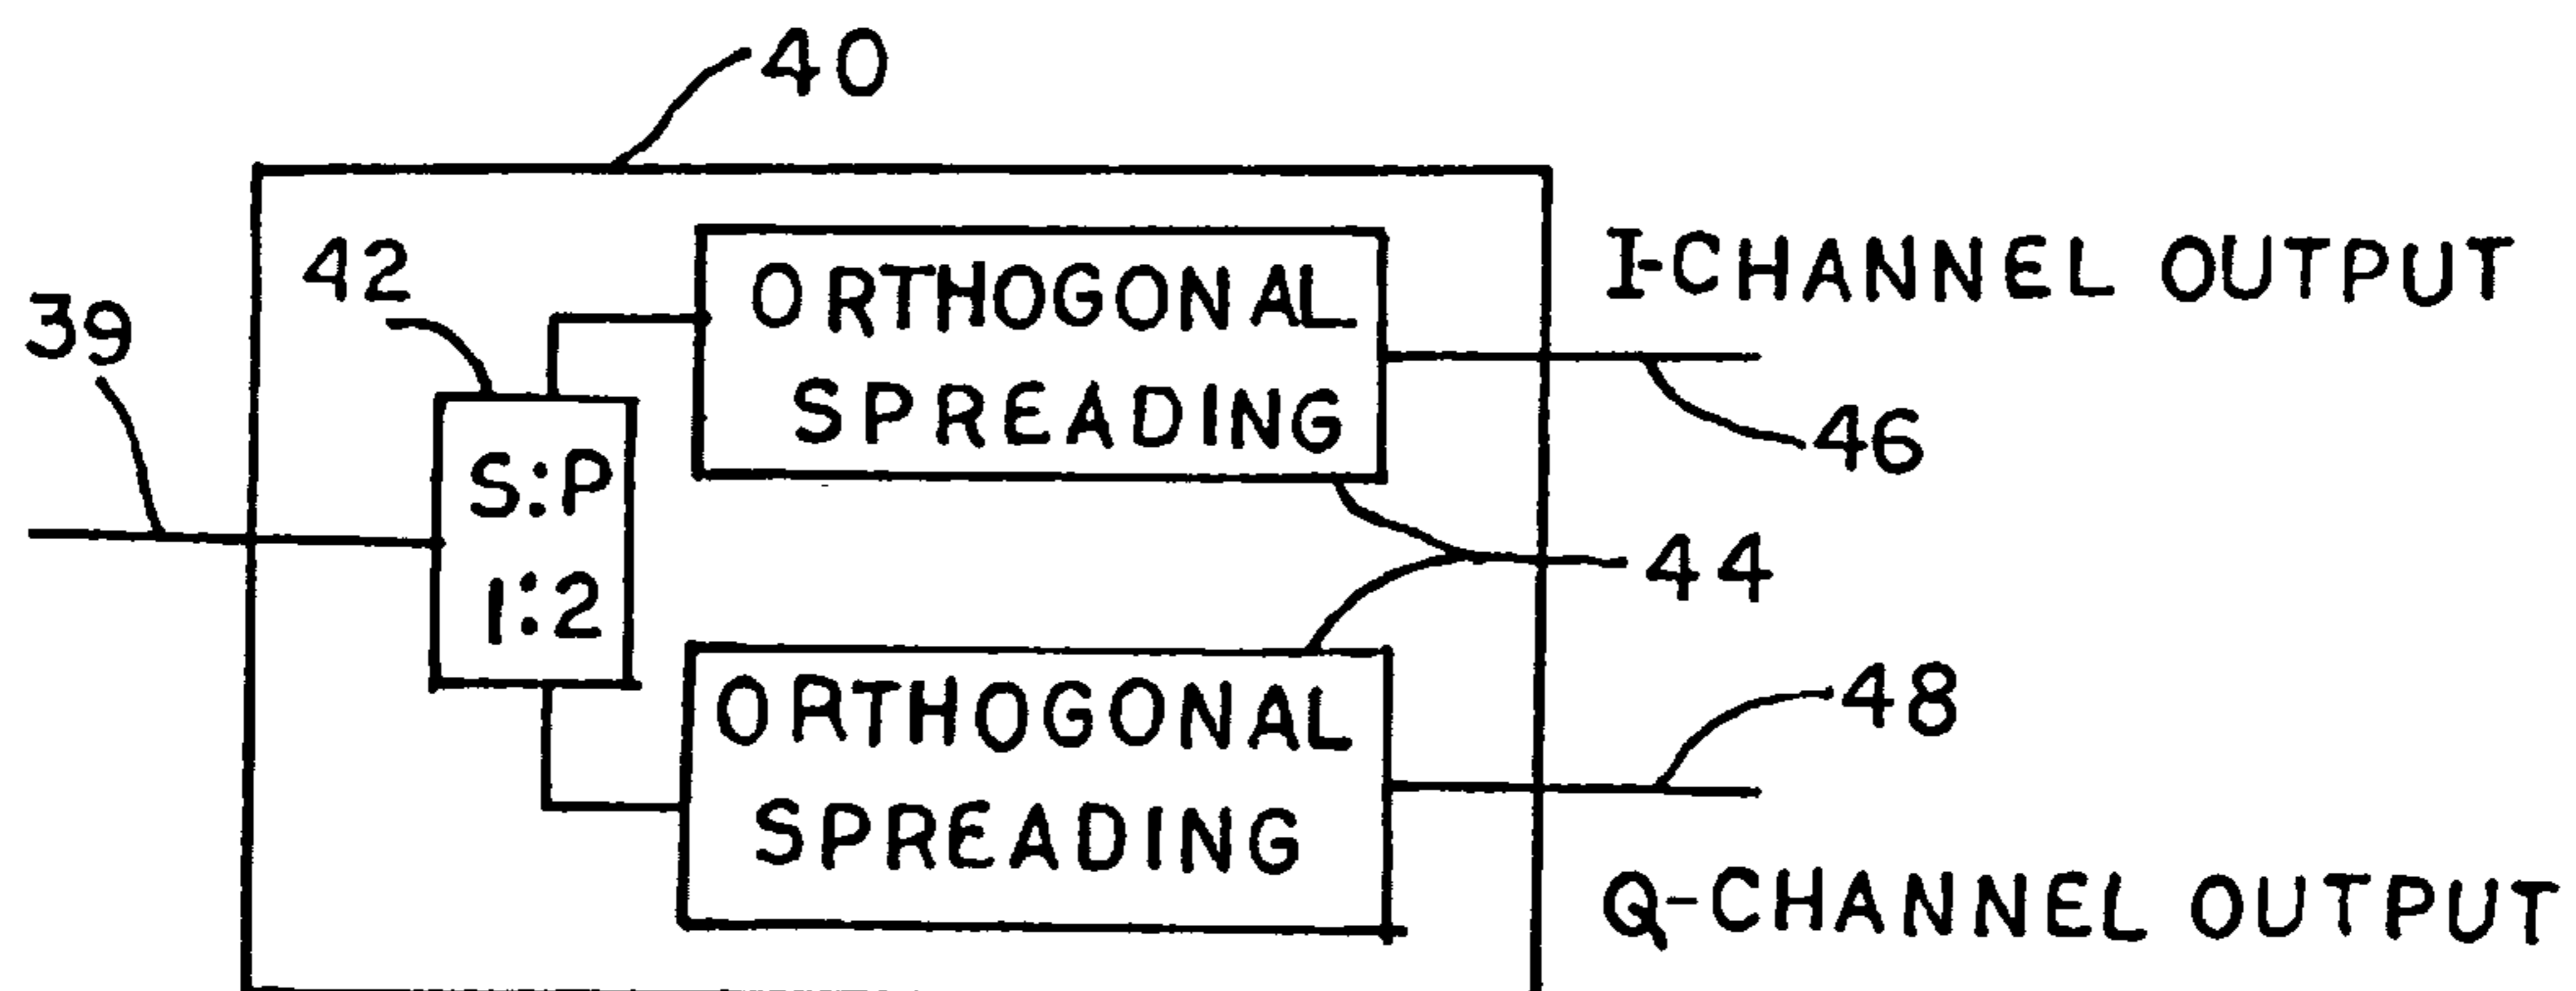 40
42
39
ORTHOGONAL
SPREADING
I-CHANNEL OUTPUT
46
S:P
1:2
44
ORTHOGONAL
SPREADING
48
Q-CHANNEL OUTPUT